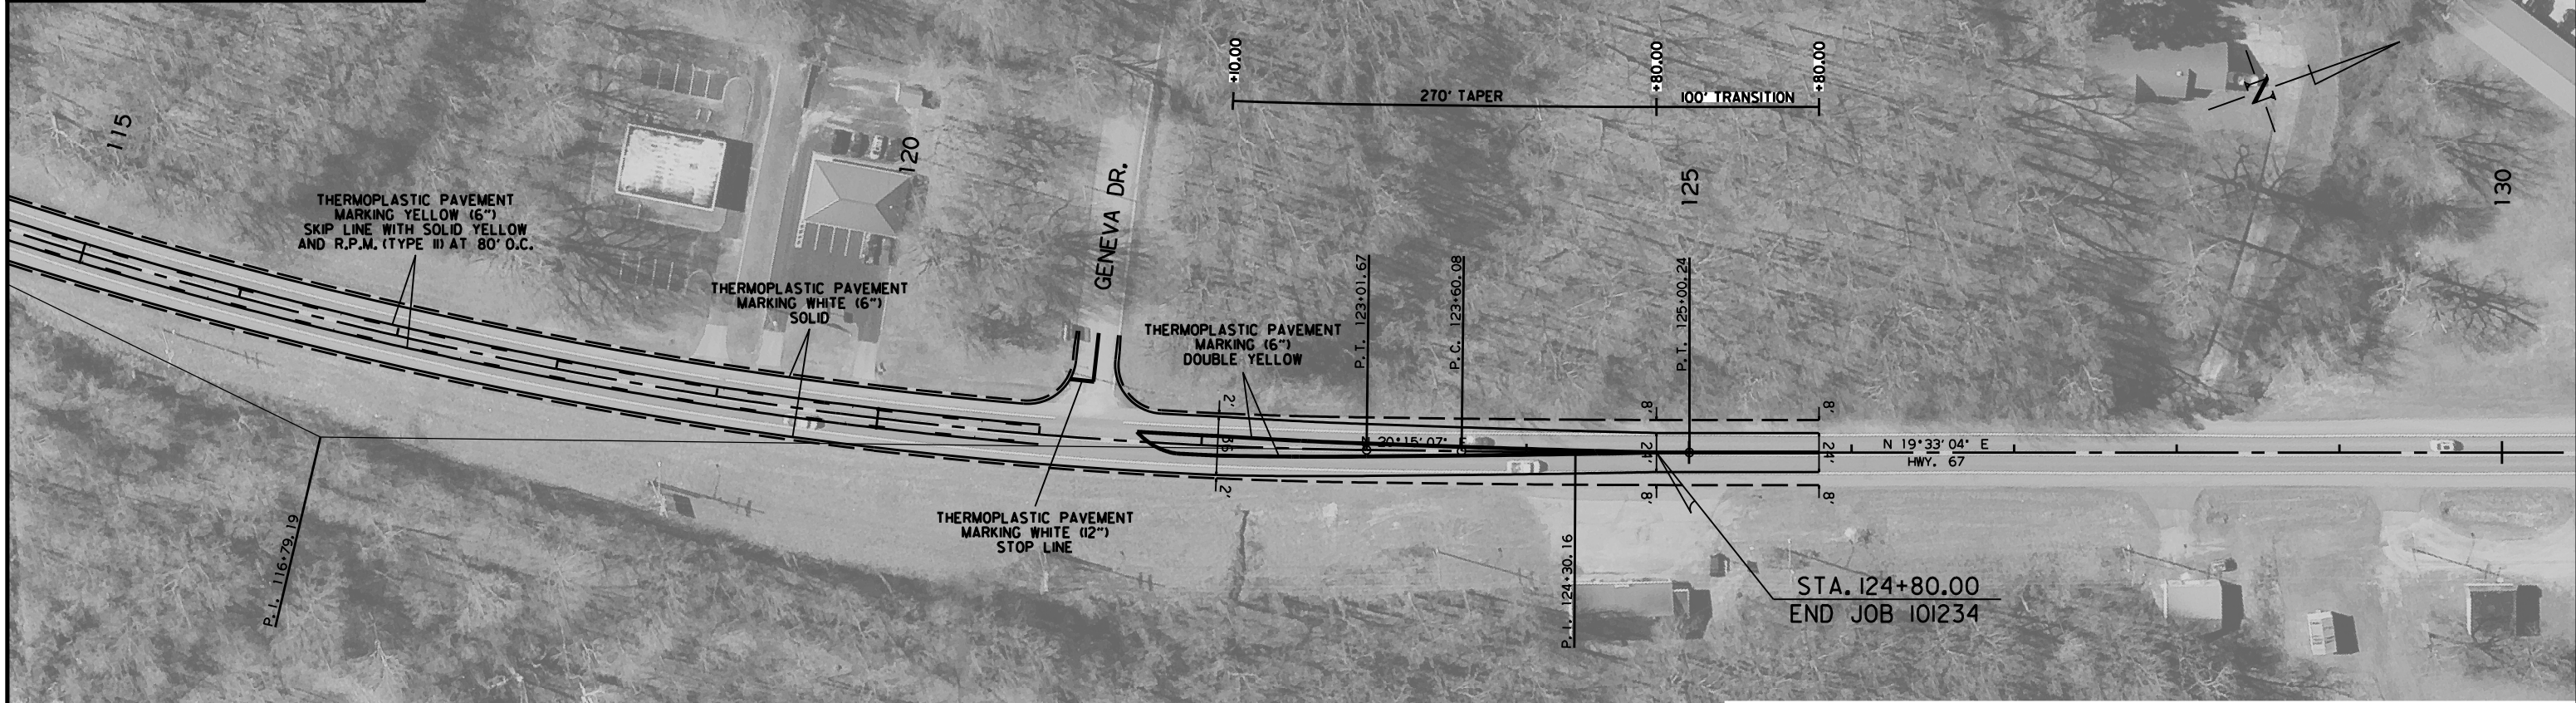 115
120
125
130
+10.00
+80.00
+80.00
270' TAPER
100' TRANSITION
N
THERMOPLASTIC PAVEMENT
MARKING YELLOW (6")
SKIP LINE WITH SOLID YELLOW
AND R.P.M. (TYPE II) AT 80' O.C.
THERMOPLASTIC PAVEMENT
MARKING WHITE (6")
SOLID
GENEVA DR.
THERMOPLASTIC PAVEMENT
MARKING (6")
DOUBLE YELLOW
P.T. 123+01.67
P.C. 123+60.08
P.T. 125+00.24
2'
36'
2'
N 20°15'07" E
8'
24'
8'
8'
24'
8'
N 19°33'04" E
HWY. 67
THERMOPLASTIC PAVEMENT
MARKING WHITE (12")
STOP LINE
P.I. 116+79.19
P.I. 124+30.16
STA. 124+80.00
END JOB 101234